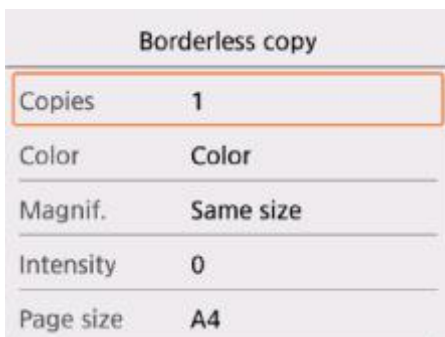 Borderless copy
Copies 1
Color Color
Magnif. Same size
Intensity 0
Page size A4